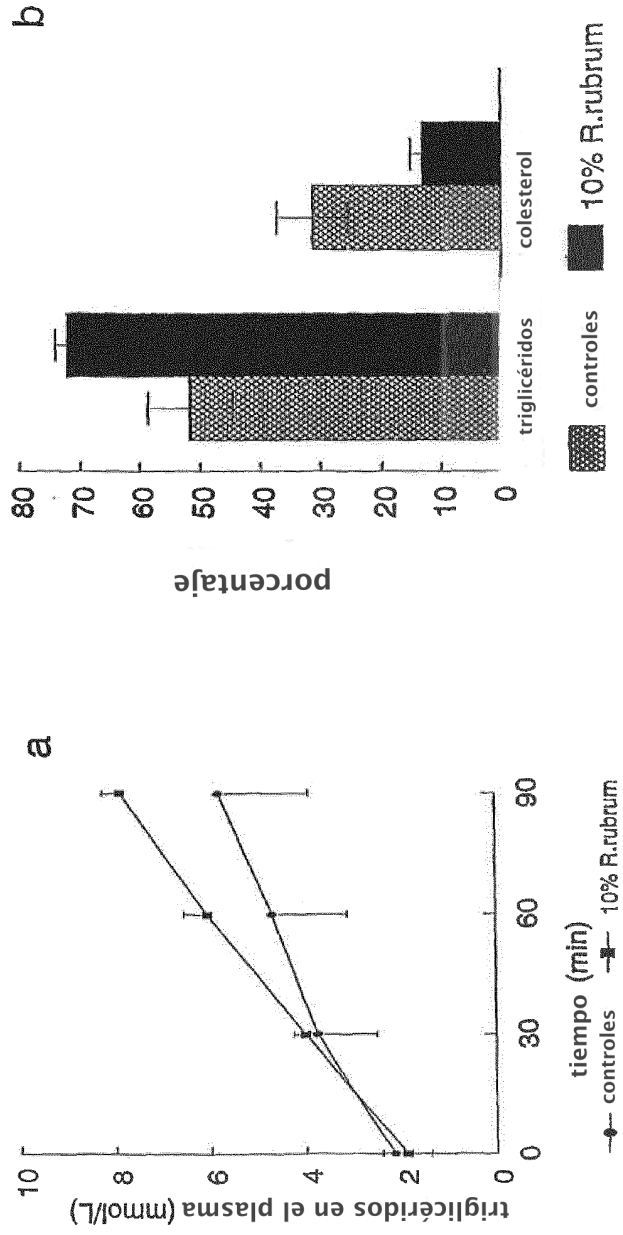 a
triglicéridos en el plasma (mmol/L)
10
8
6
4
2
0
0
30
60
90
tiempo (min)
controles
10% R.rubrum
b
porcentaje
80
70
60
50
40
30
20
10
0
triglicéridos
colesterol
controles
10% R.rubrum